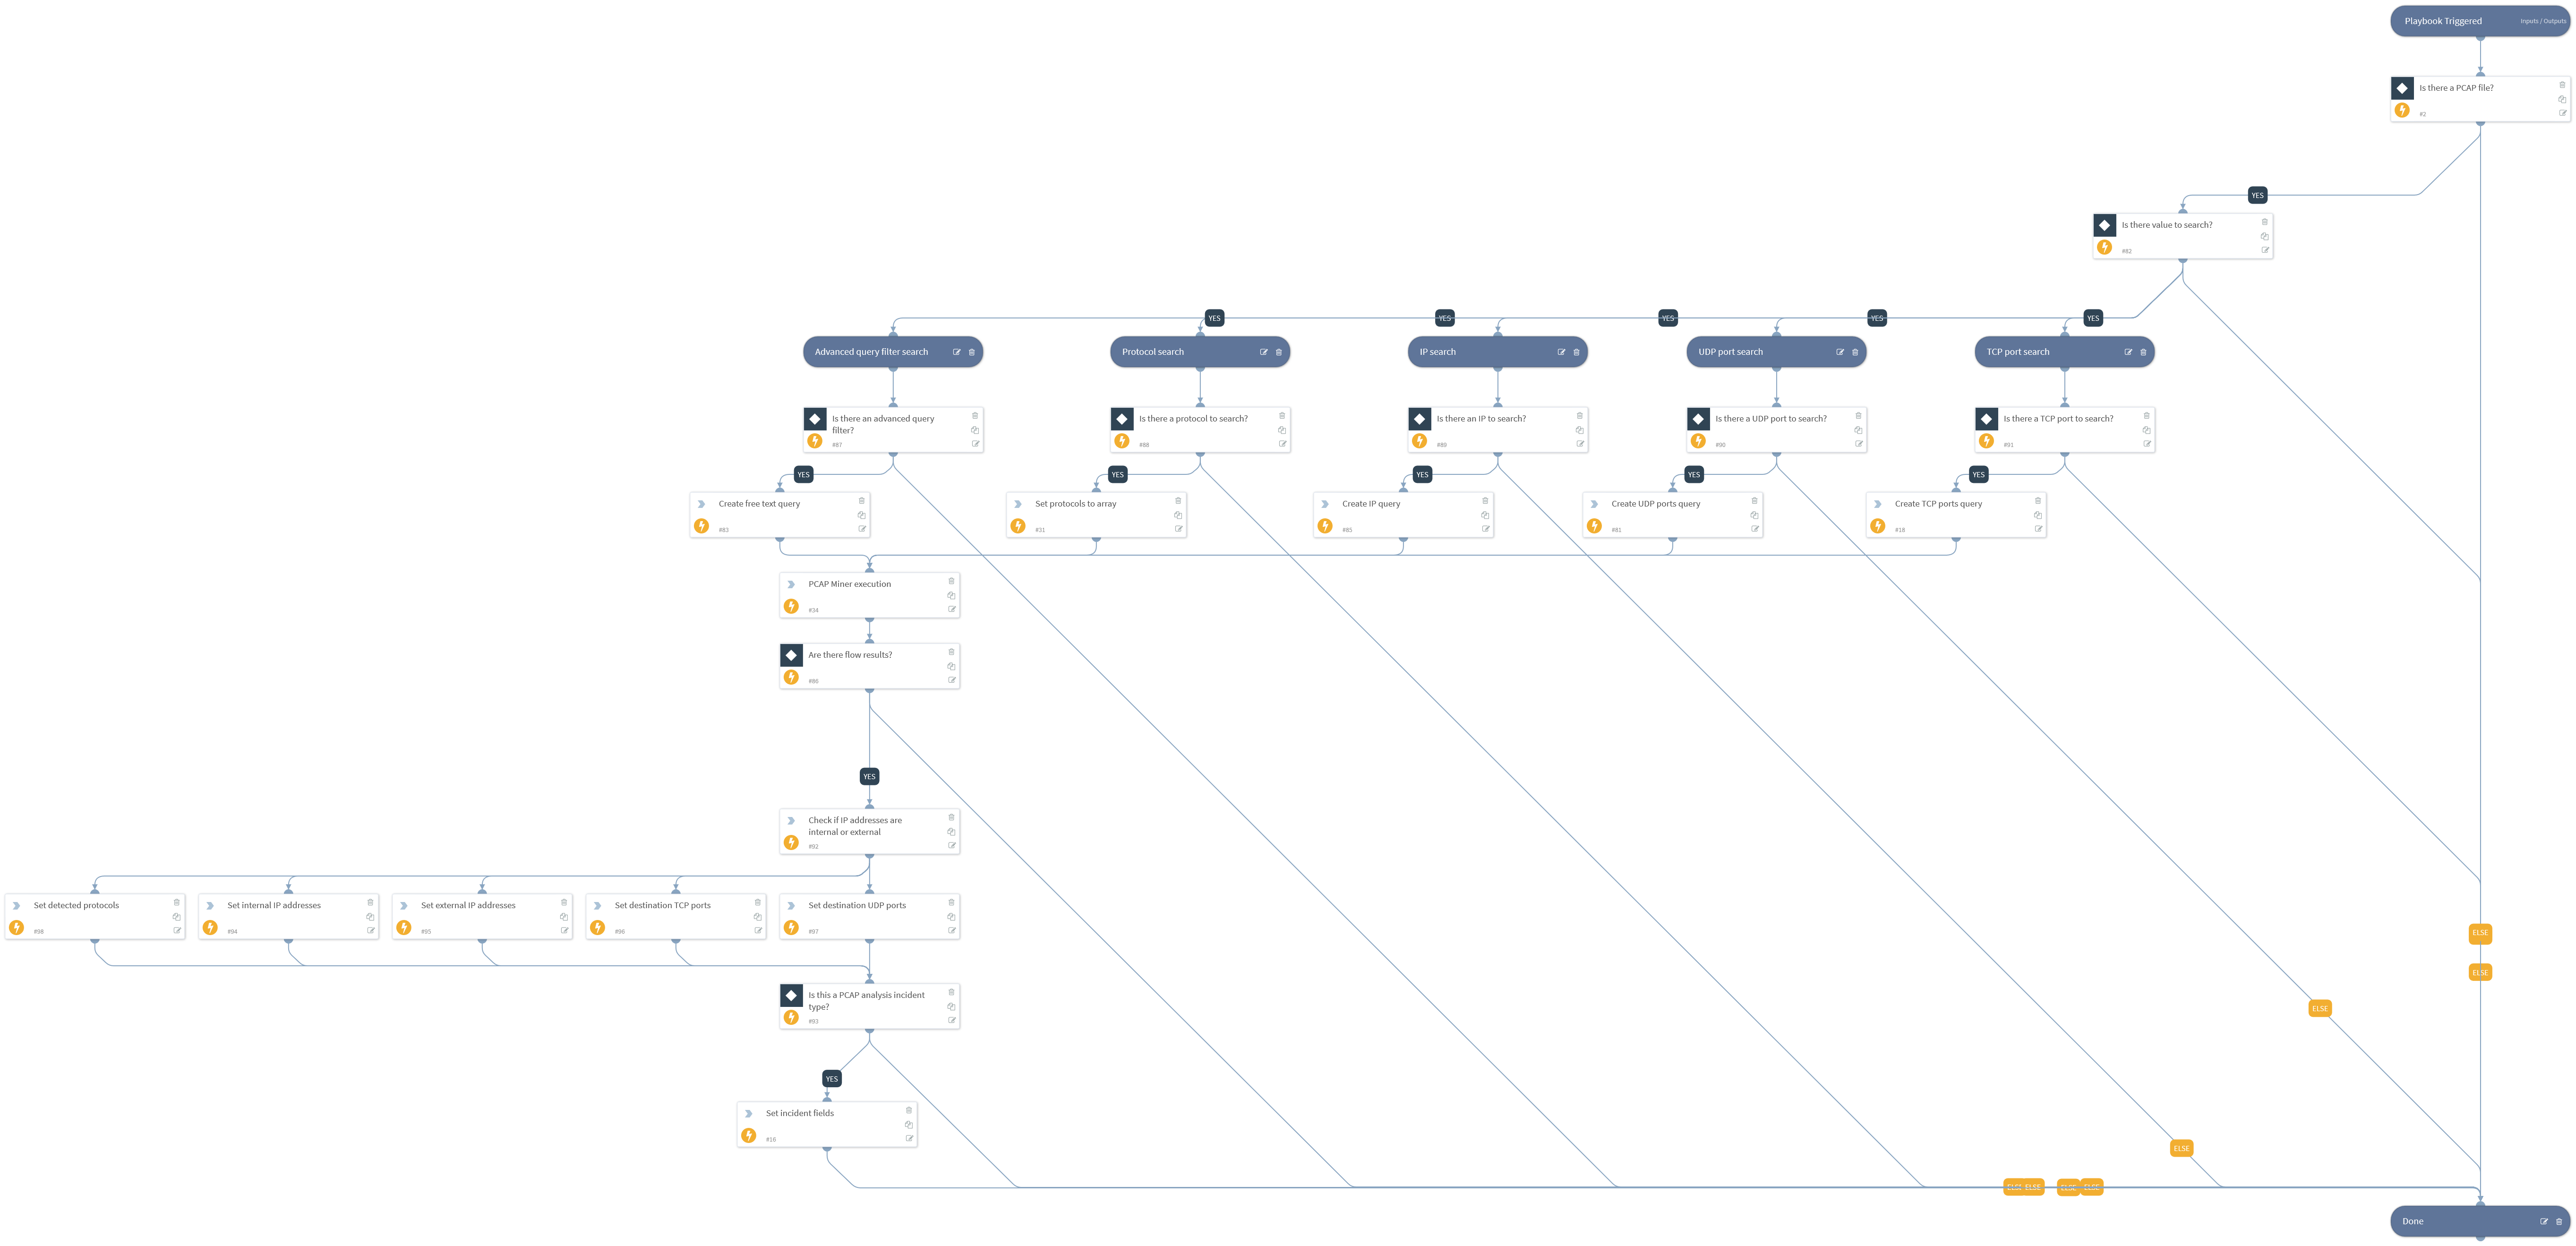 Playbook Triggered
Inputs / Outputs
Is there a PCAP file?
#2
YES
Is there value to search?
#82
YES
YES
YES
YES
YES
Advanced query filter search
Protocol search
IP search
UDP port search
TCP port search
Is there an advanced query
filter?
#87
Is there a protocol to search?
#88
Is there an IP to search?
#89
Is there a UDP port to search?
#90
Is there a TCP port to search?
#91
YES
YES
YES
YES
YES
Create free text query
#83
Set protocols to array
#31
Create IP query
#85
Create UDP ports query
#81
Create TCP ports query
#18
PCAP Miner execution
#34
Are there flow results?
#86
YES
Check if IP addresses are
internal or external
#92
Set detected protocols
#98
Set internal IP addresses
#94
Set external IP addresses
#95
Set destination TCP ports
#96
Set destination UDP ports
#97
ELSE
ELSE
Is this a PCAP analysis incident
type?
#93
ELSE
YES
Set incident fields
#16
ELSE
ELSE
ELSE
ELSE
Done